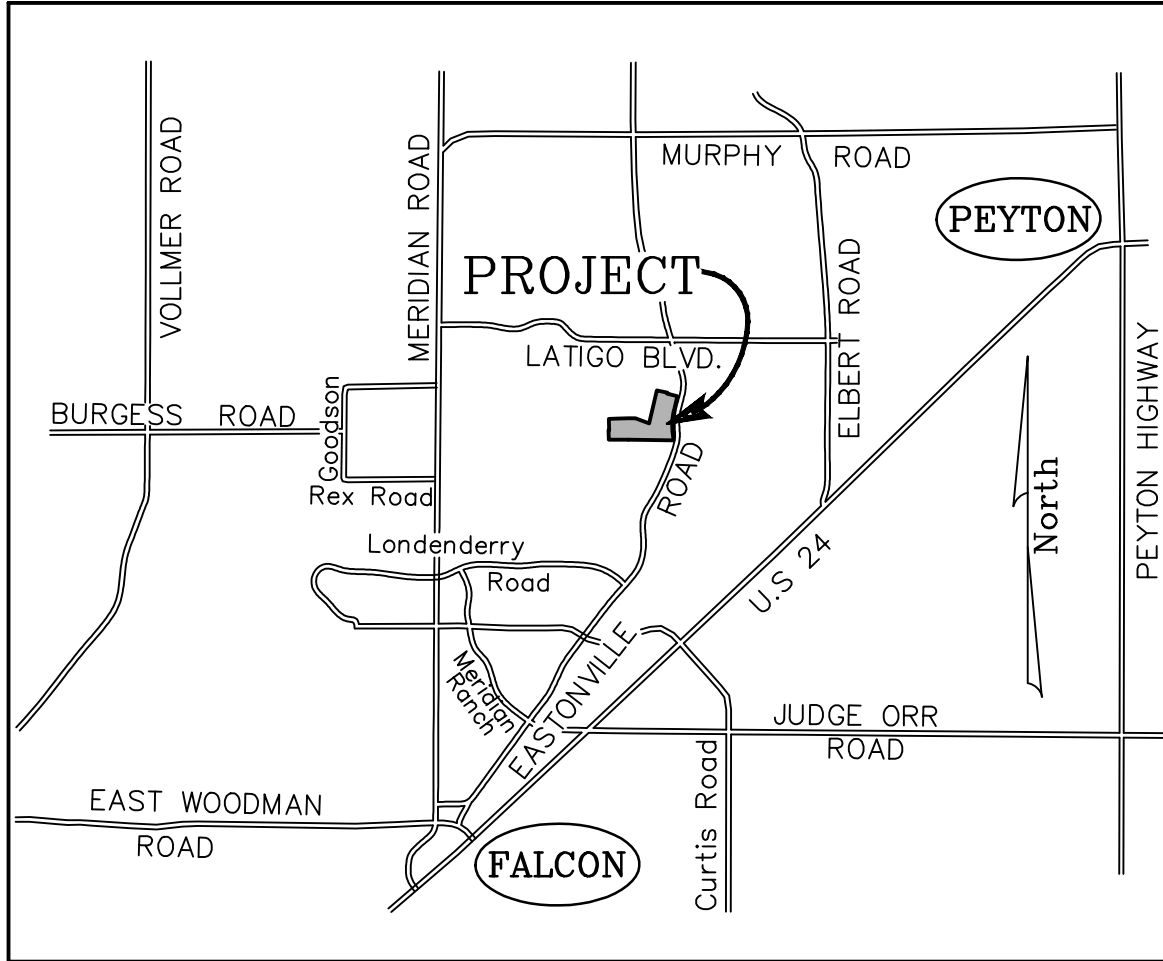 MURPHY ROAD
VOLLMER ROAD
MERIDIAN ROAD
PEYTON
PROJECT
ELBERT ROAD
LATIGO BLVD.
PEYTON HIGHWAY
BURGESS ROAD
Goodson
Rex Road
ROAD
North
Londenderry
Road
U.S 24
EASTONVILLE
Meridian
Ranch
JUDGE ORR
ROAD
Curtis Road
EAST WOODMAN
ROAD
FALCON